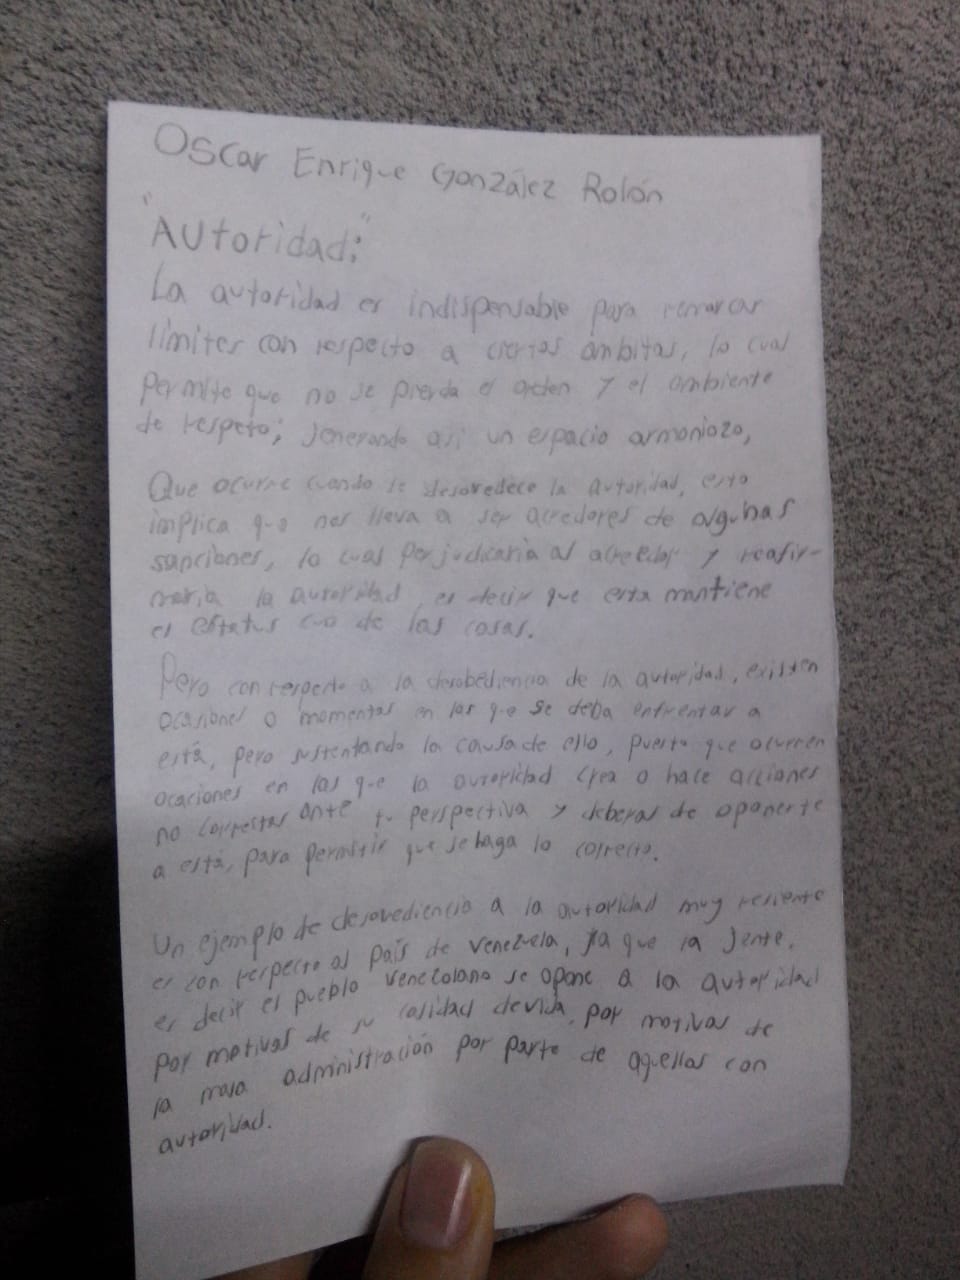 Oscar Enrique González Rolón
"Autoridad:"
La autoridad es indispensable para remarcar
límites con respecto a ciertos ambitos, lo cual
permite que no se pierda el orden y el ambiente
de respeto; jenerando asi un espacio armoniozo,
Que ocurre cuando se desovedece la autoridad, esto
implica que nos lleva a ser acredores de algunas
sanciones, lo cual perjudicaria al acreedor y reafir-
maria la autoridad, es decir que esta mantiene
el estatus cuo de las cosas.
Pero con respecto a la desobediencia de la autoridad, existen
ocasiones o momentos en las que se deba enfrentar a
está, pero sustentando la causa de ello, puesto que ocurren
ocaciones en las que la autoridad crea o hace acciones
no correctas ante tu perspectiva y deberas de oponerte
a está, para permitir que se haga lo correcto.
Un ejemplo de desovediencia a la autoridad muy resiente
es con respecto al país de Venezuela, ya que la jente,
es decir el pueblo venezolano se opone a la autoridad
por motivos de su calidad de vida, por motivos de
la mala administración por parte de aquellos con
autoridad.